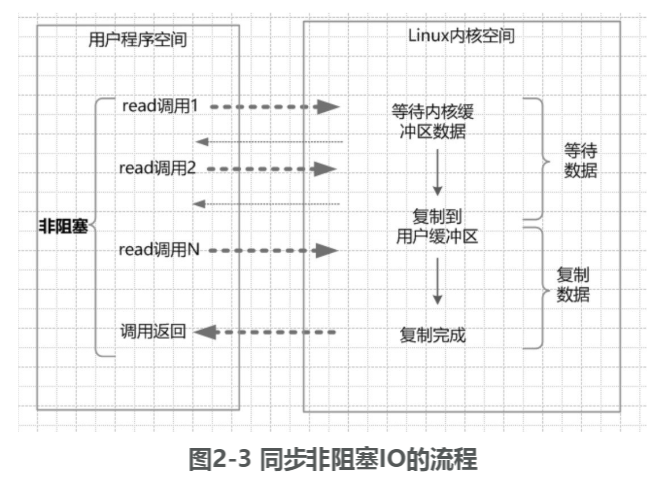 用户程序空间
Linux内核空间
read调用1
等待内核缓
冲区数据
等待
数据
read调用2
非阻塞
复制到
用户缓冲区
read调用N
复制
数据
调用返回
复制完成
图2-3 同步非阻塞IO的流程